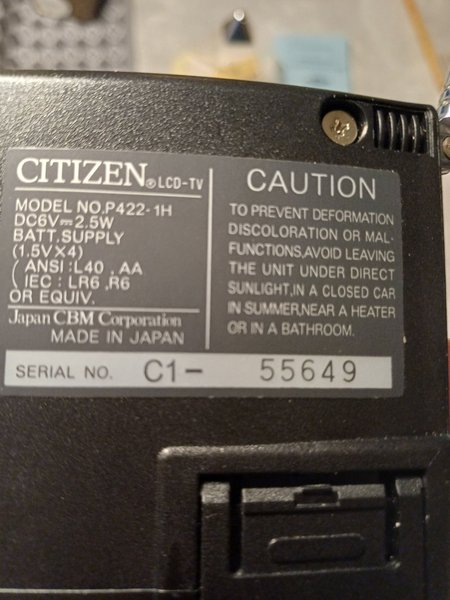 CITIZEN® LCD-TV
MODEL NO.P422-1H
DC6V⎓2.5W
BATT.SUPPLY
(1.5V×4)
( ANSI:L40 , AA
( IEC : LR6 , R6
OR EQUIV.
Japan CBM Corporation
MADE IN JAPAN
CAUTION
TO PREVENT DEFORMATION
DISCOLORATION OR MAL-
FUNCTIONS,AVOID LEAVING
THE UNIT UNDER DIRECT
SUNLIGHT,IN A CLOSED CAR
IN SUMMER,NEAR A HEATER
OR IN A BATHROOM.
SERIAL NO. C1- 55649